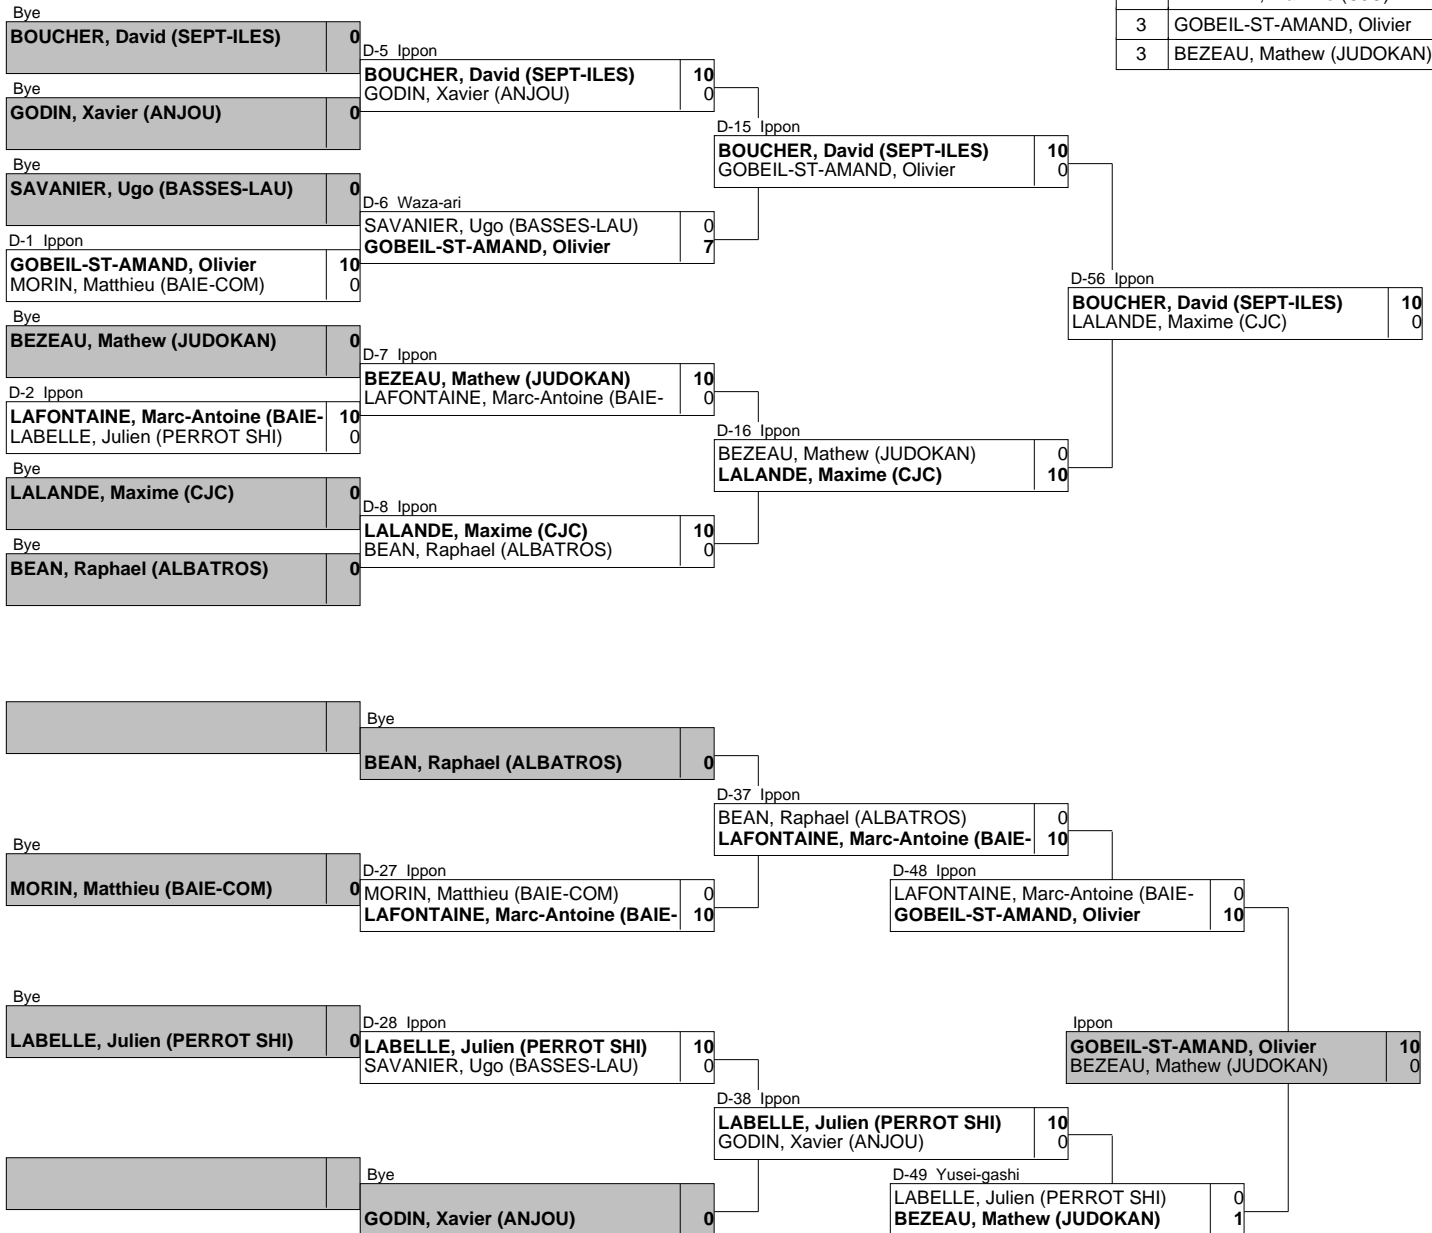 Bye
BOUCHER, David (SEPT-ILES) 0
3 GOBEIL-ST-AMAND, Olivier
3 BEZEAU, Mathew (JUDOKAN)
D-5 Ippon
BOUCHER, David (SEPT-ILES) 10
GODIN, Xavier (ANJOU) 0
Bye
GODIN, Xavier (ANJOU) 0
D-15 Ippon
BOUCHER, David (SEPT-ILES) 10
GOBEIL-ST-AMAND, Olivier 0
Bye
SAVANIER, Ugo (BASSES-LAU) 0
D-6 Waza-ari
SAVANIER, Ugo (BASSES-LAU) 0
GOBEIL-ST-AMAND, Olivier 7
D-1 Ippon
GOBEIL-ST-AMAND, Olivier 10
MORIN, Matthieu (BAIE-COM) 0
D-56 Ippon
BOUCHER, David (SEPT-ILES) 10
LALANDE, Maxime (CJC) 0
Bye
BEZEAU, Mathew (JUDOKAN) 0
D-7 Ippon
BEZEAU, Mathew (JUDOKAN) 10
LAFONTAINE, Marc-Antoine (BAIE- 0
D-2 Ippon
LAFONTAINE, Marc-Antoine (BAIE- 10
LABELLE, Julien (PERROT SHI) 0
D-16 Ippon
BEZEAU, Mathew (JUDOKAN) 0
LALANDE, Maxime (CJC) 10
Bye
LALANDE, Maxime (CJC) 0
D-8 Ippon
LALANDE, Maxime (CJC) 10
BEAN, Raphael (ALBATROS) 0
Bye
BEAN, Raphael (ALBATROS) 0
Bye
BEAN, Raphael (ALBATROS) 0
D-37 Ippon
BEAN, Raphael (ALBATROS) 0
LAFONTAINE, Marc-Antoine (BAIE- 10
Bye
MORIN, Matthieu (BAIE-COM) 0
D-27 Ippon
MORIN, Matthieu (BAIE-COM) 0
LAFONTAINE, Marc-Antoine (BAIE- 10
D-48 Ippon
LAFONTAINE, Marc-Antoine (BAIE- 0
GOBEIL-ST-AMAND, Olivier 10
Bye
LABELLE, Julien (PERROT SHI) 0
D-28 Ippon
LABELLE, Julien (PERROT SHI) 10
SAVANIER, Ugo (BASSES-LAU) 0
Ippon
GOBEIL-ST-AMAND, Olivier 10
BEZEAU, Mathew (JUDOKAN) 0
D-38 Ippon
LABELLE, Julien (PERROT SHI) 10
GODIN, Xavier (ANJOU) 0
Bye
GODIN, Xavier (ANJOU) 0
D-49 Yusei-gashi
LABELLE, Julien (PERROT SHI) 0
BEZEAU, Mathew (JUDOKAN) 1